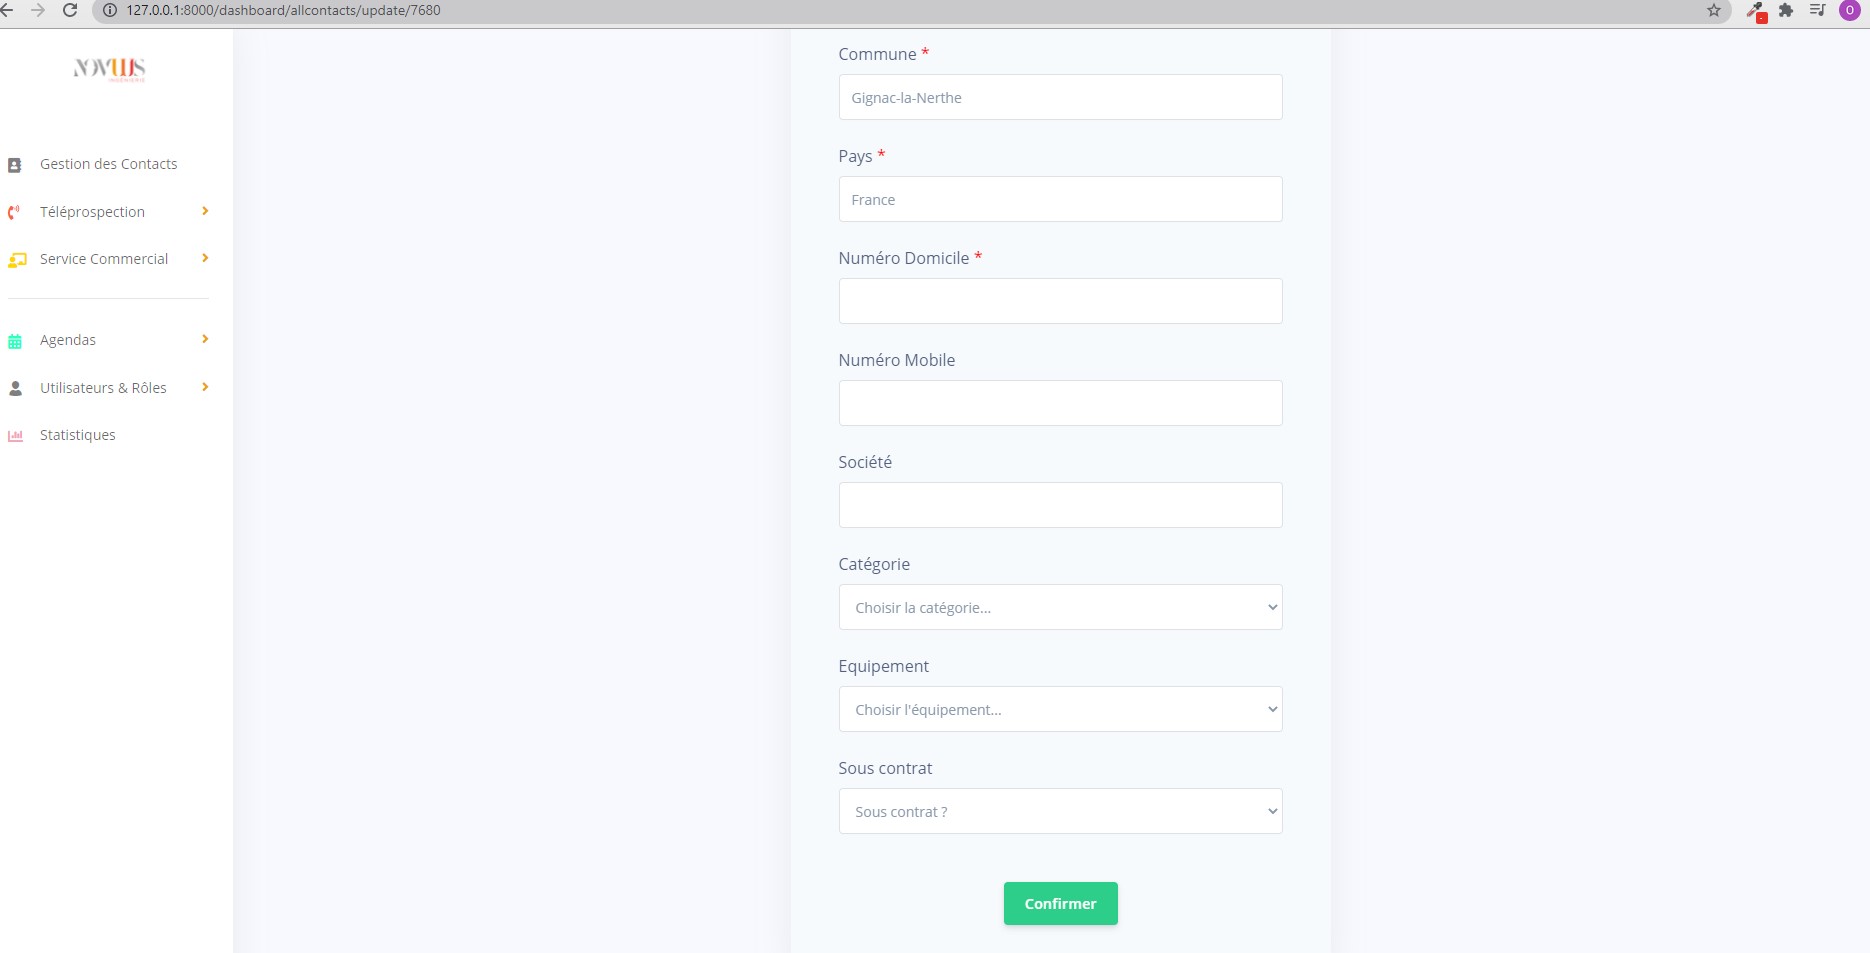 127.0.0.1:8000/dashboard/allcontacts/update/7680
O
NOVUUS
INGENIERIE
Gestion des Contacts
Téléprospection
Service Commercial
Agendas
Utilisateurs & Rôles
Statistiques
Commune *
Gignac-la-Nerthe
Pays *
France
Numéro Domicile *
Numéro Mobile
Société
Catégorie
Choisir la catégorie...
Equipement
Choisir l'équipement...
Sous contrat
Sous contrat ?
Confirmer